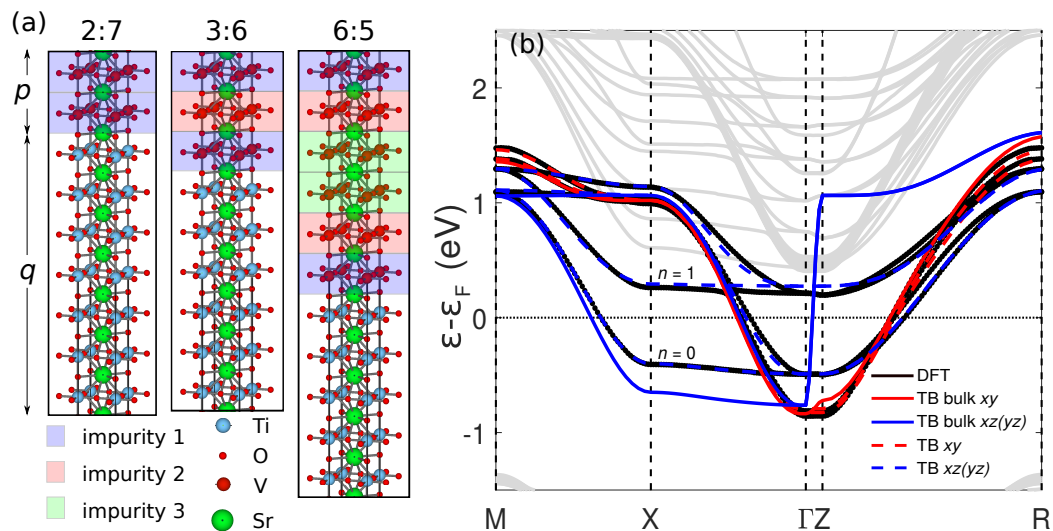 (a)
2:7
3:6
6:5
p
q
impurity 1
impurity 2
impurity 3
Ti
O
V
Sr
(b)
ε-ε_F (eV)
2
1
0
-1
n = 1
n = 0
DFT
TB bulk xy
TB bulk xz(yz)
TB xy
TB xz(yz)
M
X
Γ
Z
R